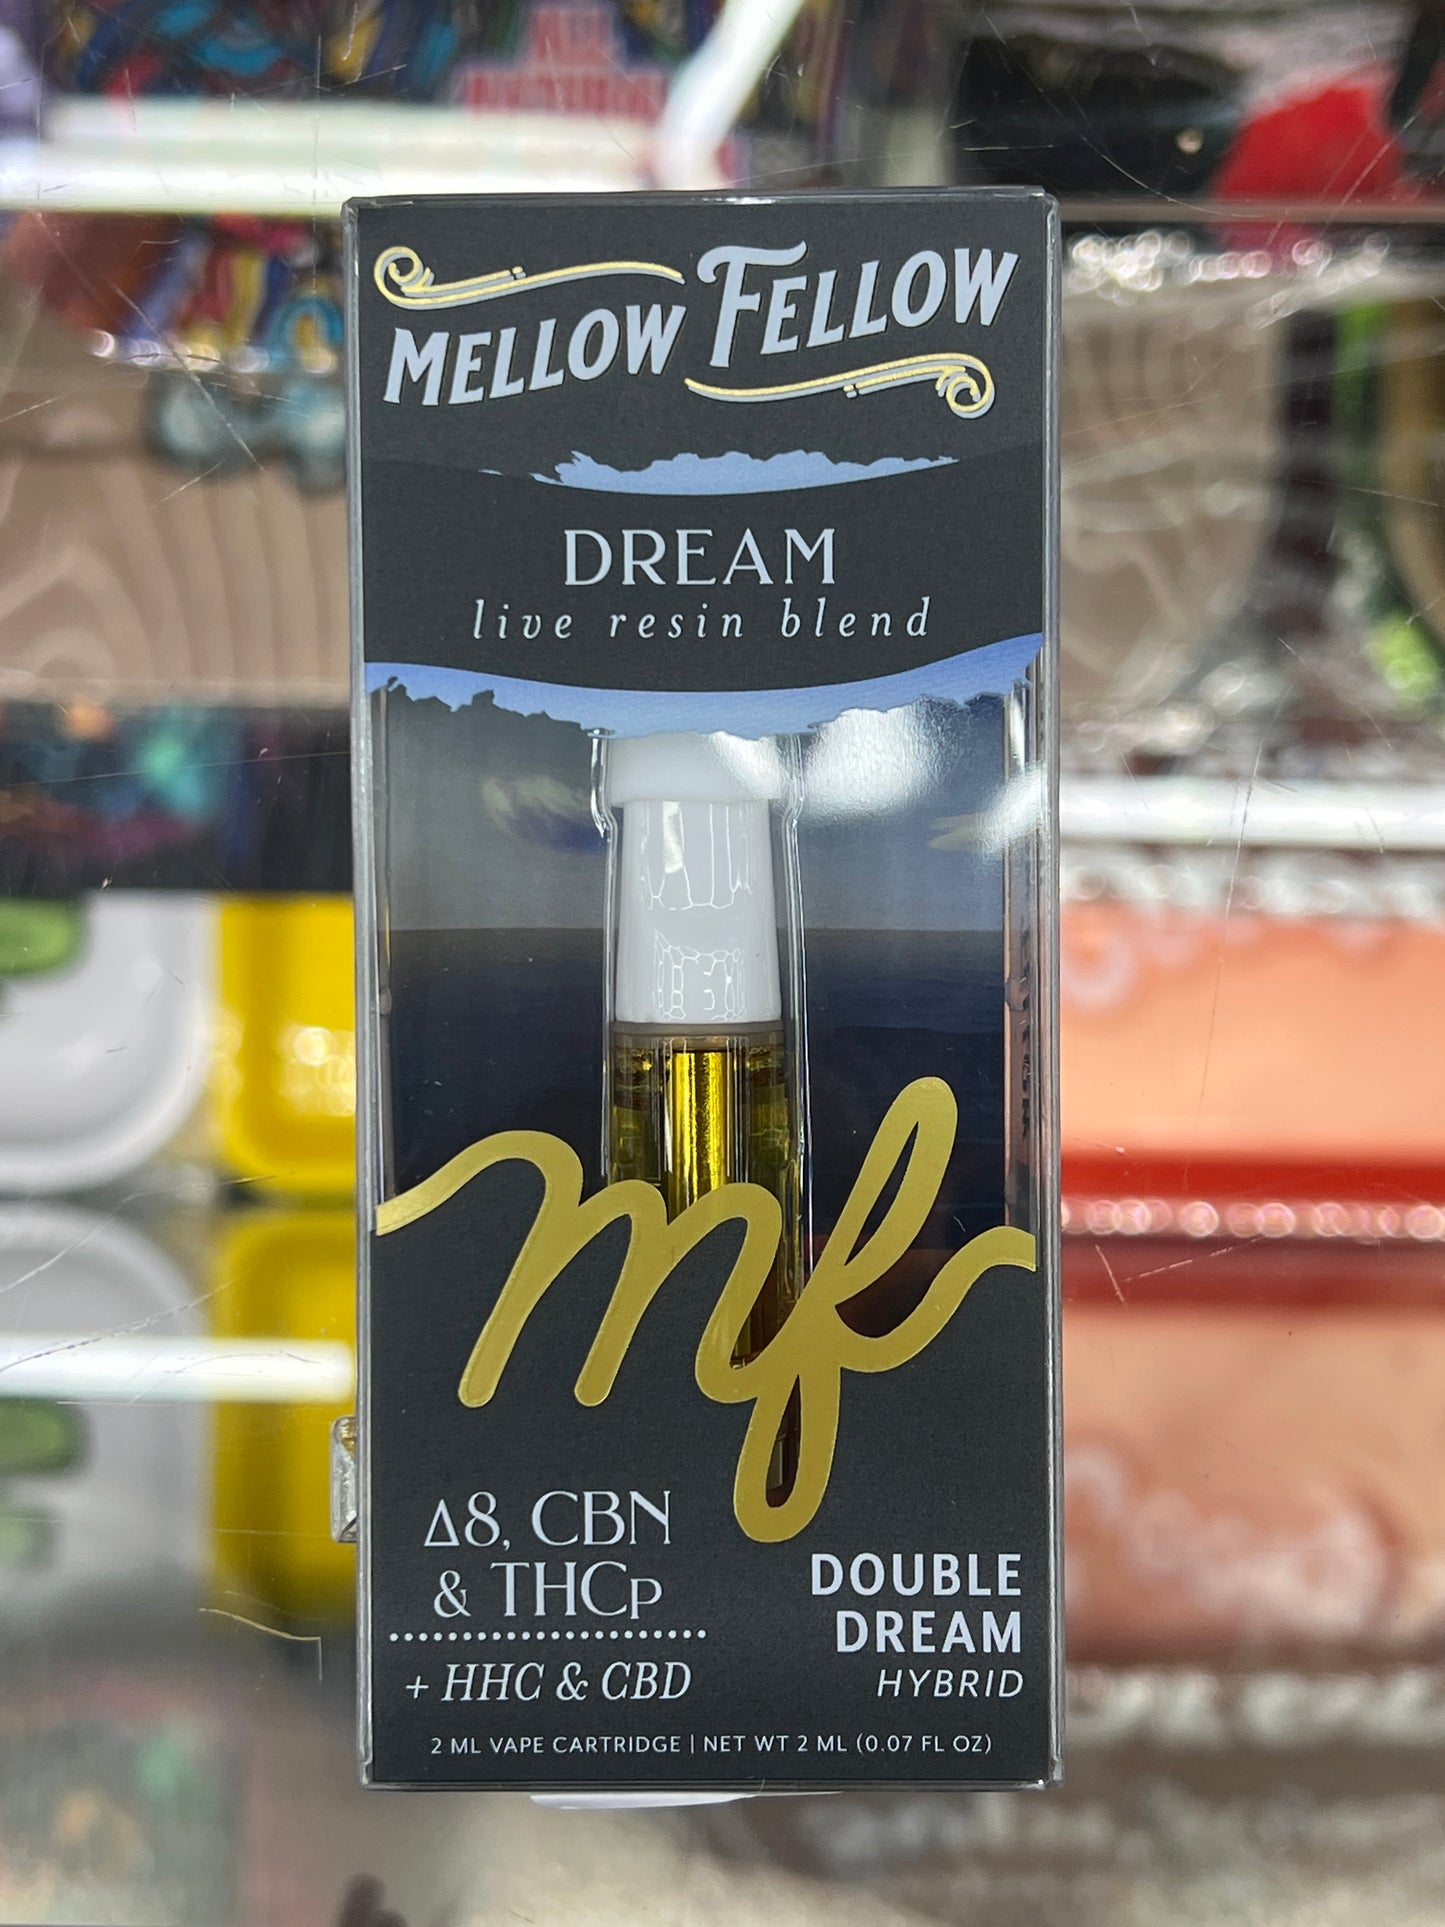 MELLOW FELLOW
DREAM
live resin blend
mf
Δ8, CBN
& THCP
+ HHC & CBD
DOUBLE
DREAM
HYBRID
2 ML VAPE CARTRIDGE | NET WT 2 ML (0.07 FL OZ)